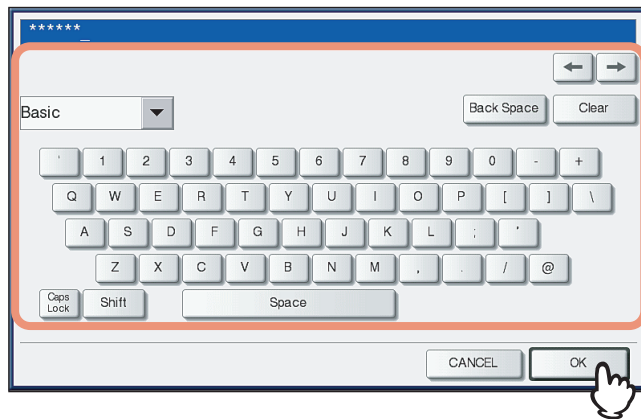 ******_
Basic
Back Space Clear
` 1 2 3 4 5 6 7 8 9 0 - +
Q W E R T Y U I O P [ ] \
A S D F G H J K L ; '
Z X C V B N M , . / @
Caps Lock Shift Space
CANCEL OK